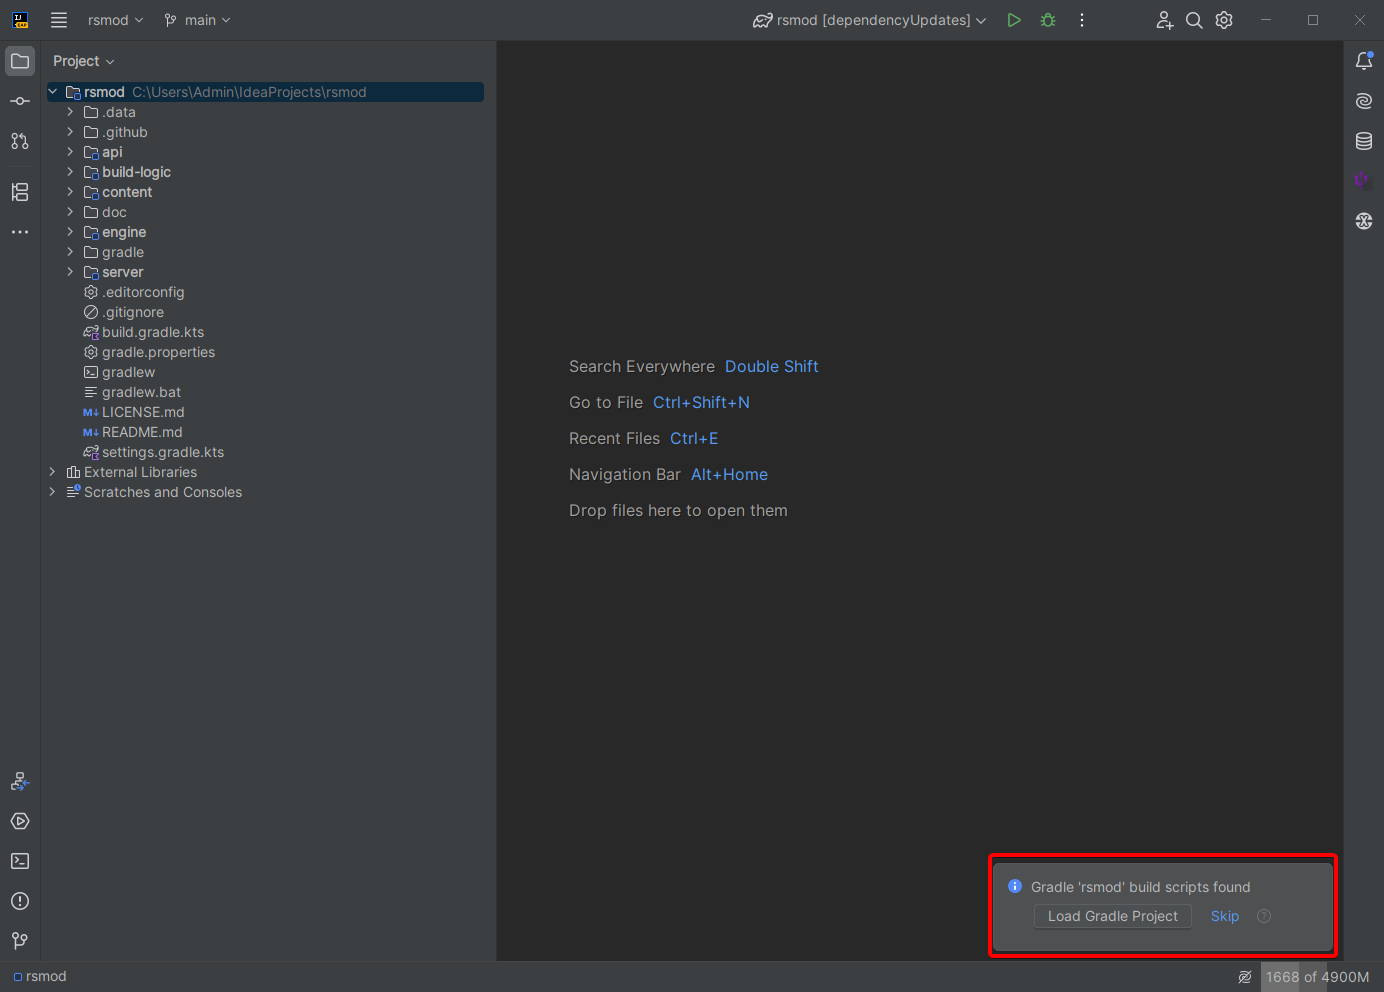 rsmod
main
rsmod [dependencyUpdates]
Project
rsmod C:\Users\Admin\IdeaProjects\rsmod
.data
.github
api
build-logic
content
doc
engine
gradle
server
.editorconfig
.gitignore
build.gradle.kts
gradle.properties
gradlew
gradlew.bat
M↓ LICENSE.md
M↓ README.md
settings.gradle.kts
External Libraries
Scratches and Consoles
Search Everywhere Double Shift
Go to File Ctrl+Shift+N
Recent Files Ctrl+E
Navigation Bar Alt+Home
Drop files here to open them
Gradle 'rsmod' build scripts found
Load Gradle Project Skip ?
rsmod
1668 of 4900M